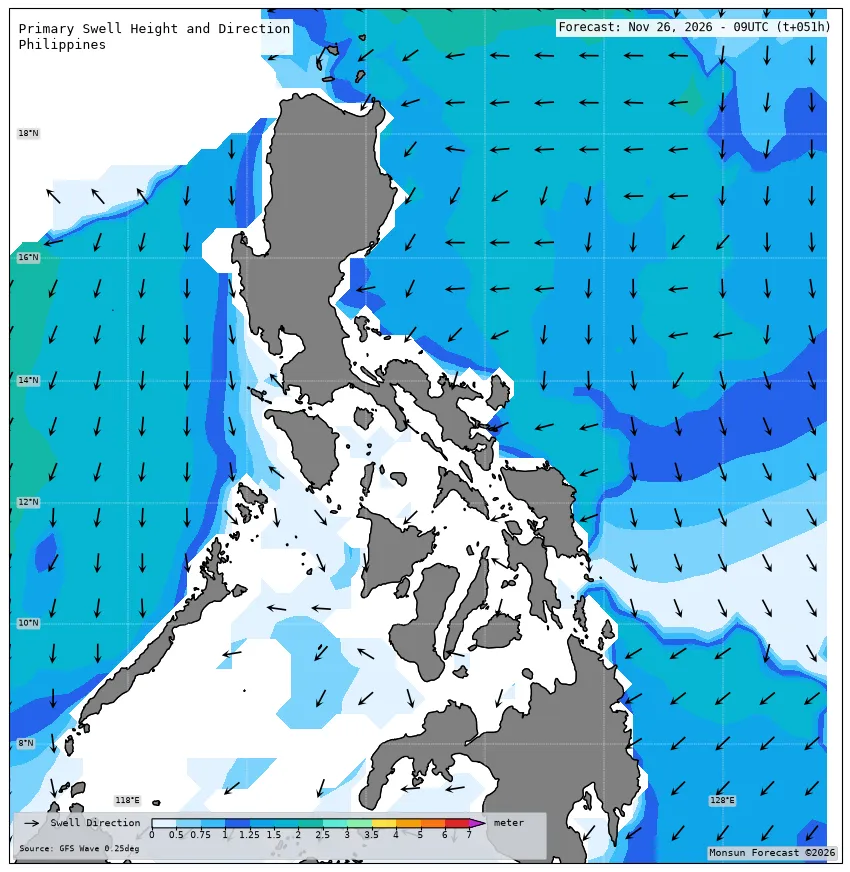 Primary Swell Height and Direction
Philippines
Forecast: Nov 26, 2026 - 09UTC (t+051h)
18°N
16°N
14°N
12°N
10°N
8°N
118°E
128°E
Swell Direction
0 0.5 0.75 1 1.25 1.5 2 2.5 3 3.5 4 5 6 7
meter
Source: GFS Wave 0.25deg
Monsun Forecast ©2026